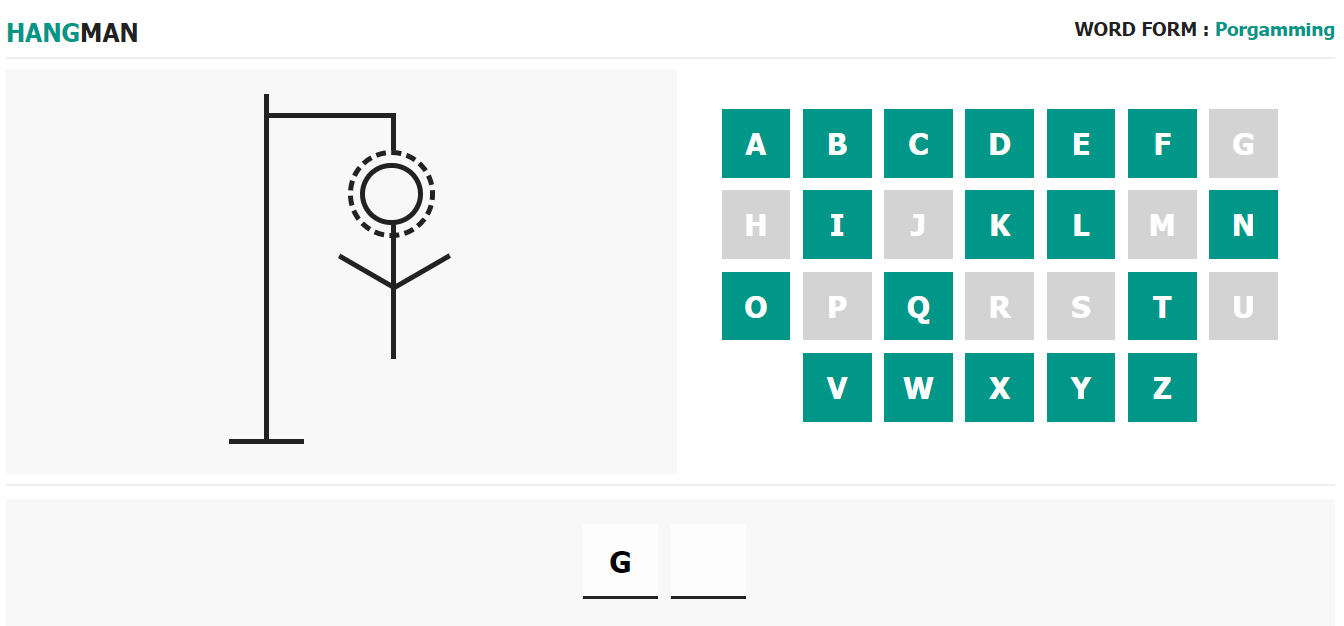 HANGMAN
WORD FORM : Porgamming
A B C D E F G
H I J K L M N
O P Q R S T U
V W X Y Z
G